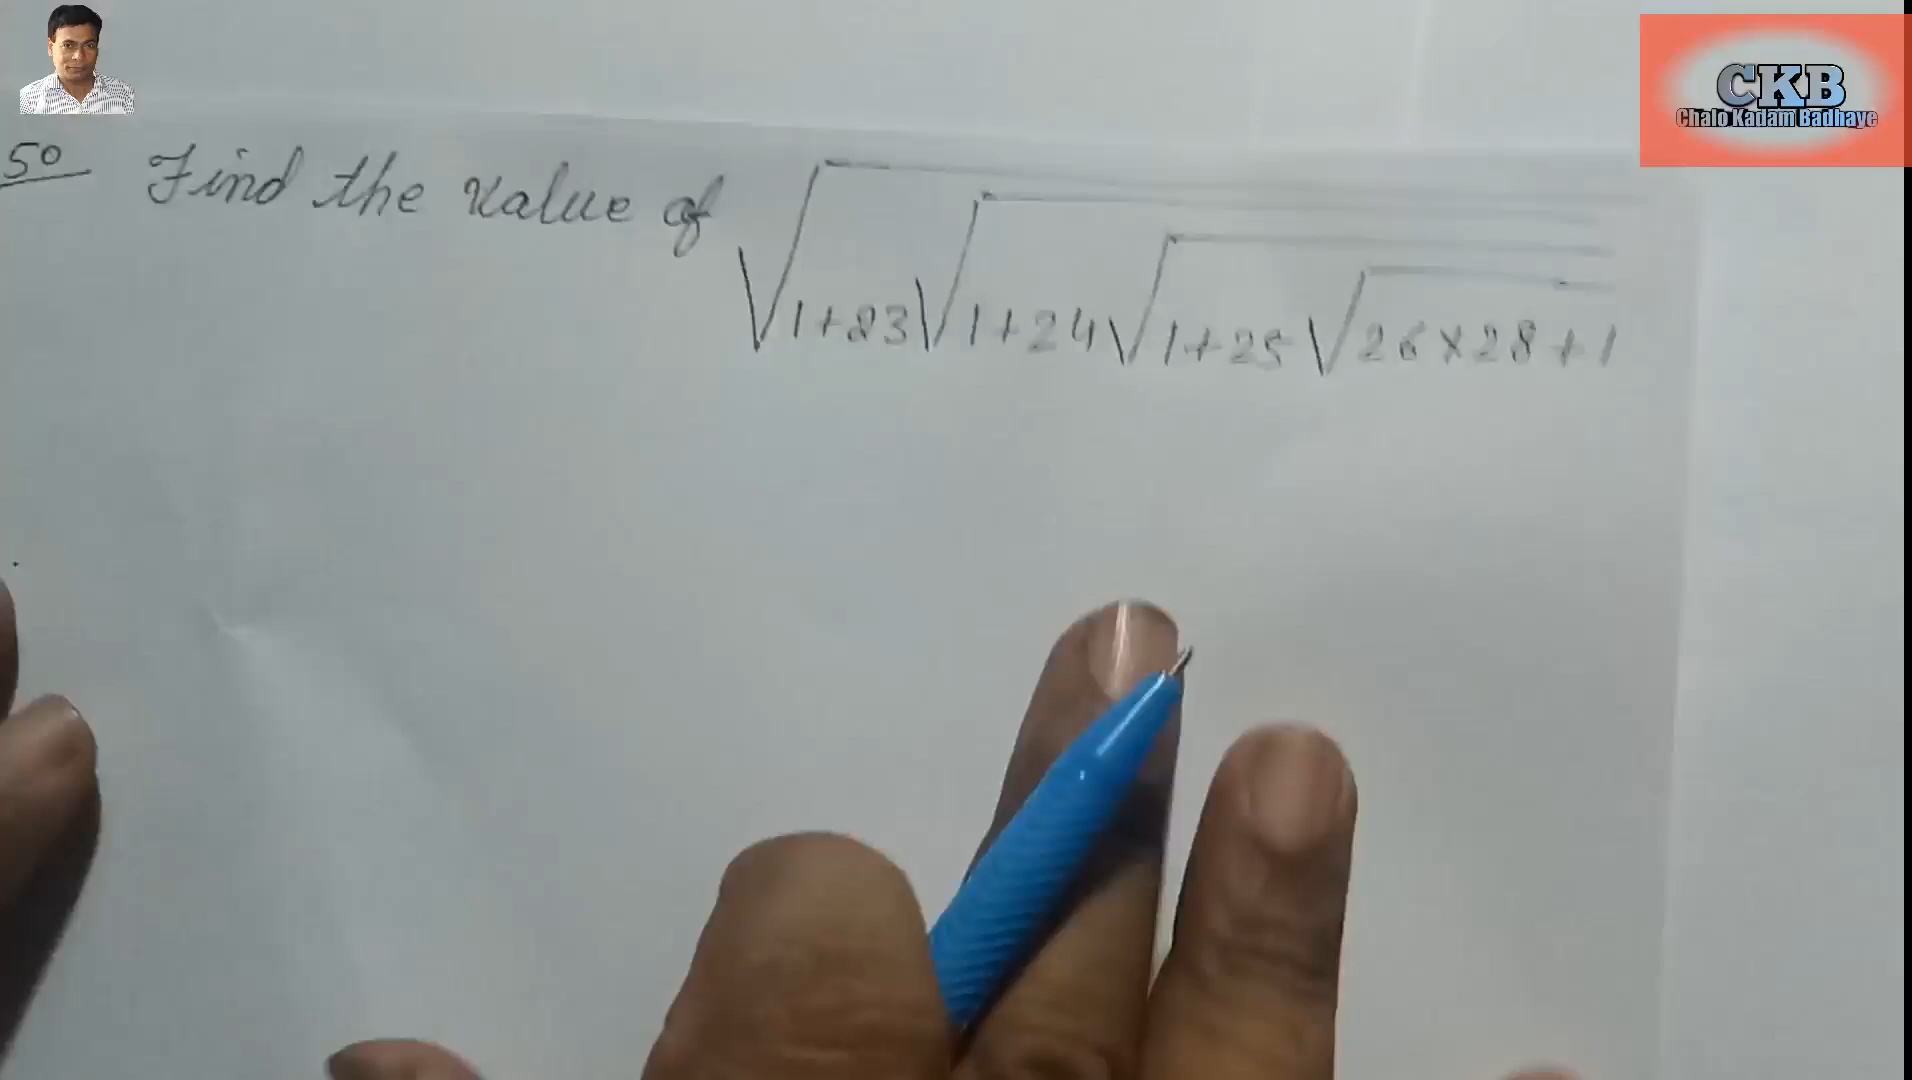 CKB
Chalo Kadam Badhaye
50 Find the value of √1+23√1+24√1+25√26×28+1